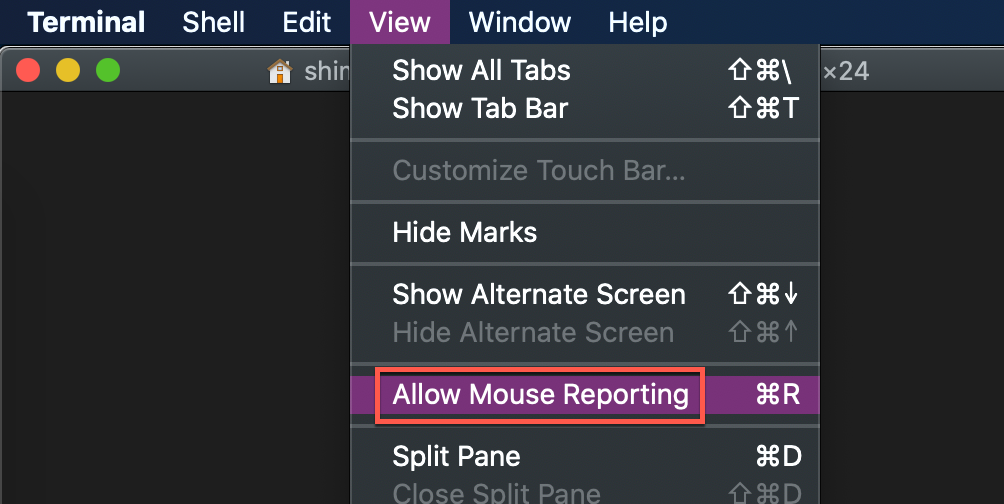 Terminal Shell Edit View Window Help
shin ×24
Show All Tabs ⇧⌘\
Show Tab Bar ⇧⌘T
Customize Touch Bar...
Hide Marks
Show Alternate Screen ⇧⌘↓
Hide Alternate Screen ⇧⌘↑
Allow Mouse Reporting ⌘R
Split Pane ⌘D
Close Split Pane ⇧⌘D